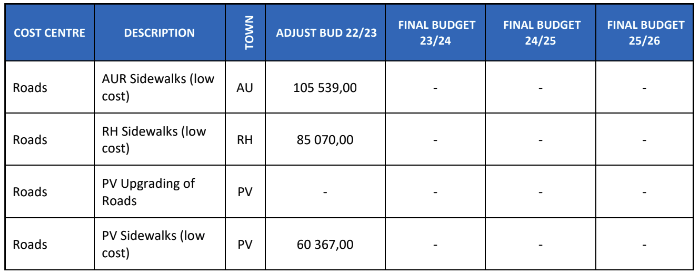 COST CENTRE DESCRIPTION TOWN ADJUST BUD 22/23 FINAL BUDGET 23/24 FINAL BUDGET 24/25 FINAL BUDGET 25/26
Roads AUR Sidewalks (low cost) AU 105 539,00 - - -
Roads RH Sidewalks (low cost) RH 85 070,00 - - -
Roads PV Upgrading of Roads PV - - - -
Roads PV Sidewalks (low cost) PV 60 367,00 - - -